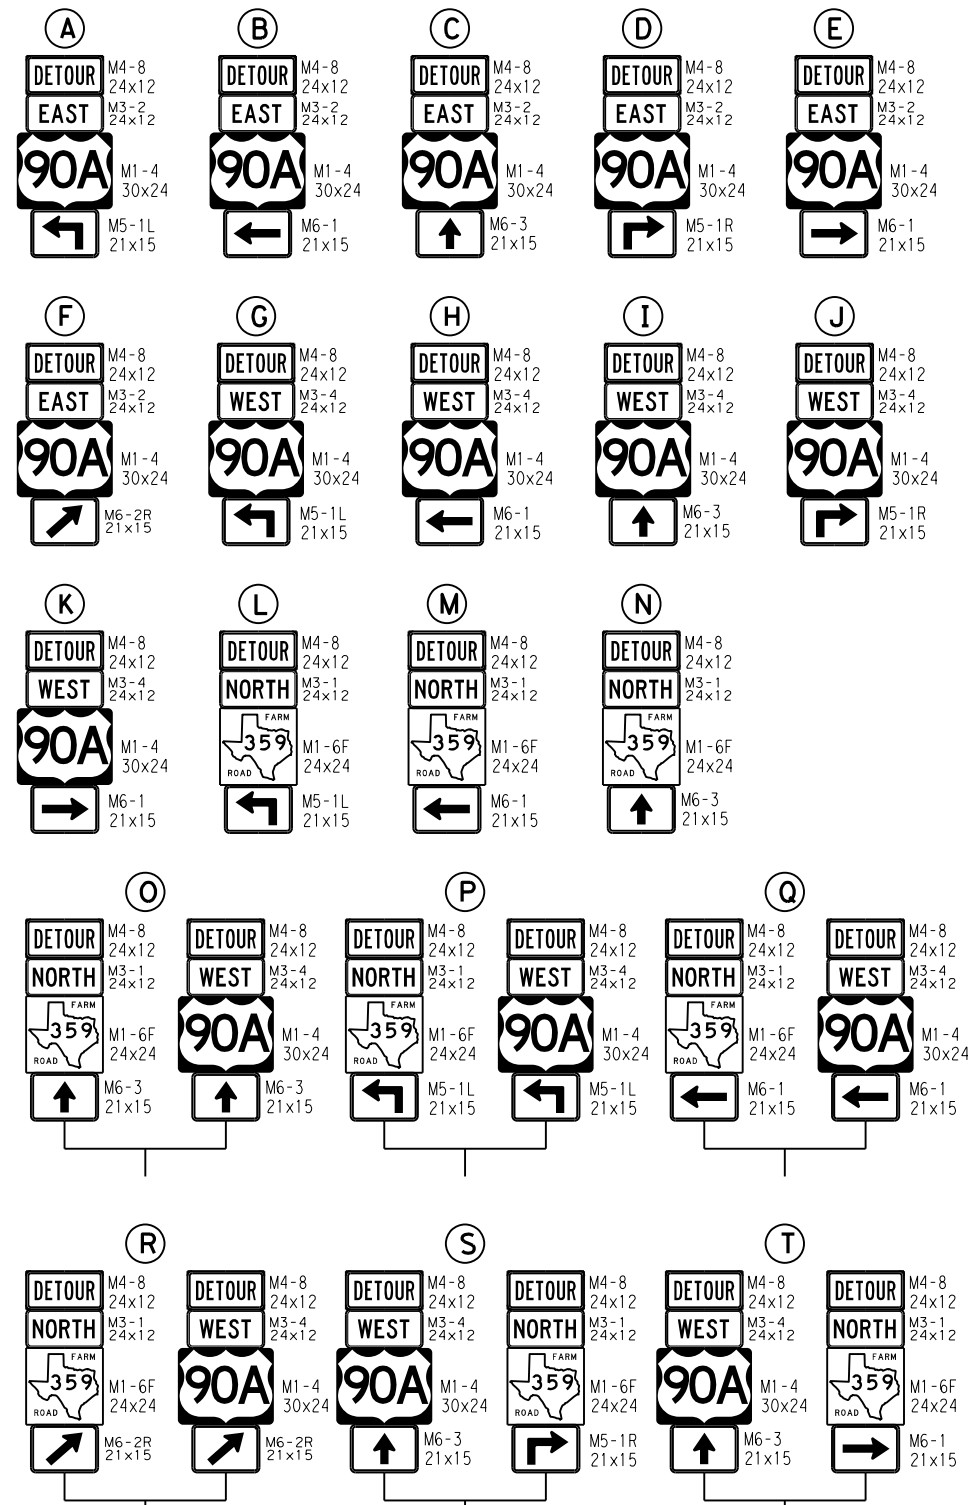 A
DETOUR M4-8
24x12
EAST M3-2
24x12
90A M1-4
30x24
M5-1L
21x15
B
DETOUR M4-8
24x12
EAST M3-2
24x12
90A M1-4
30x24
M6-1
21x15
C
DETOUR M4-8
24x12
EAST M3-2
24x12
90A M1-4
30x24
M6-3
21x15
D
DETOUR M4-8
24x12
EAST M3-2
24x12
90A M1-4
30x24
M5-1R
21x15
E
DETOUR M4-8
24x12
EAST M3-2
24x12
90A M1-4
30x24
M6-1
21x15
F
DETOUR M4-8
24x12
EAST M3-2
24x12
90A M1-4
30x24
M6-2R
21x15
G
DETOUR M4-8
24x12
WEST M3-4
24x12
90A M1-4
30x24
M5-1L
21x15
H
DETOUR M4-8
24x12
WEST M3-4
24x12
90A M1-4
30x24
M6-1
21x15
I
DETOUR M4-8
24x12
WEST M3-4
24x12
90A M1-4
30x24
M6-3
21x15
J
DETOUR M4-8
24x12
WEST M3-4
24x12
90A M1-4
30x24
M5-1R
21x15
K
DETOUR M4-8
24x12
WEST M3-4
24x12
90A M1-4
30x24
M6-1
21x15
L
DETOUR M4-8
24x12
NORTH M3-1
24x12
FARM
359
ROAD
M1-6F
24x24
M5-1L
21x15
M
DETOUR M4-8
24x12
NORTH M3-1
24x12
FARM
359
ROAD
M1-6F
24x24
M6-1
21x15
N
DETOUR M4-8
24x12
NORTH M3-1
24x12
FARM
359
ROAD
M1-6F
24x24
M6-3
21x15
O
DETOUR M4-8
24x12
NORTH M3-1
24x12
FARM
359
ROAD
M1-6F
24x24
M6-3
21x15
DETOUR M4-8
24x12
WEST M3-4
24x12
90A M1-4
30x24
M6-3
21x15
P
DETOUR M4-8
24x12
NORTH M3-1
24x12
FARM
359
ROAD
M1-6F
24x24
M5-1L
21x15
DETOUR M4-8
24x12
WEST M3-4
24x12
90A M1-4
30x24
M5-1L
21x15
Q
DETOUR M4-8
24x12
NORTH M3-1
24x12
FARM
359
ROAD
M1-6F
24x24
M6-1
21x15
DETOUR M4-8
24x12
WEST M3-4
24x12
90A M1-4
30x24
M6-1
21x15
R
DETOUR M4-8
24x12
NORTH M3-1
24x12
FARM
359
ROAD
M1-6F
24x24
M6-2R
21x15
DETOUR M4-8
24x12
WEST M3-4
24x12
90A M1-4
30x24
M6-2R
21x15
S
DETOUR M4-8
24x12
WEST M3-4
24x12
90A M1-4
30x24
M6-3
21x15
DETOUR M4-8
24x12
NORTH M3-1
24x12
FARM
359
ROAD
M1-6F
24x24
M5-1R
21x15
T
DETOUR M4-8
24x12
WEST M3-4
24x12
90A M1-4
30x24
M6-3
21x15
DETOUR M4-8
24x12
NORTH M3-1
24x12
FARM
359
ROAD
M1-6F
24x24
M6-1
21x15